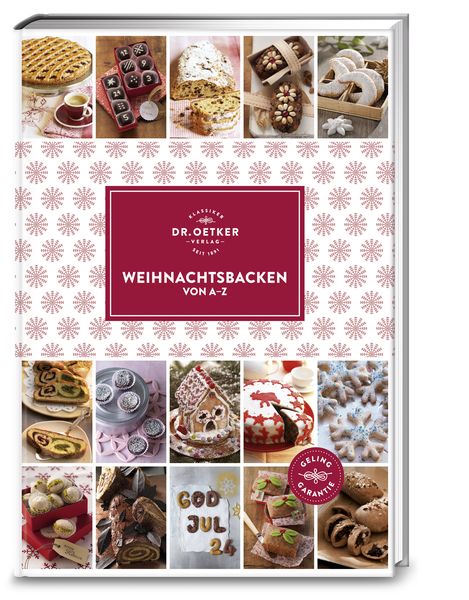 KLASSIKER
DR.OETKER
VERLAG
SEIT 1891
WEIHNACHTSBACKEN
VON A–Z
GELING
GARANTIE
GOD
JUL
24